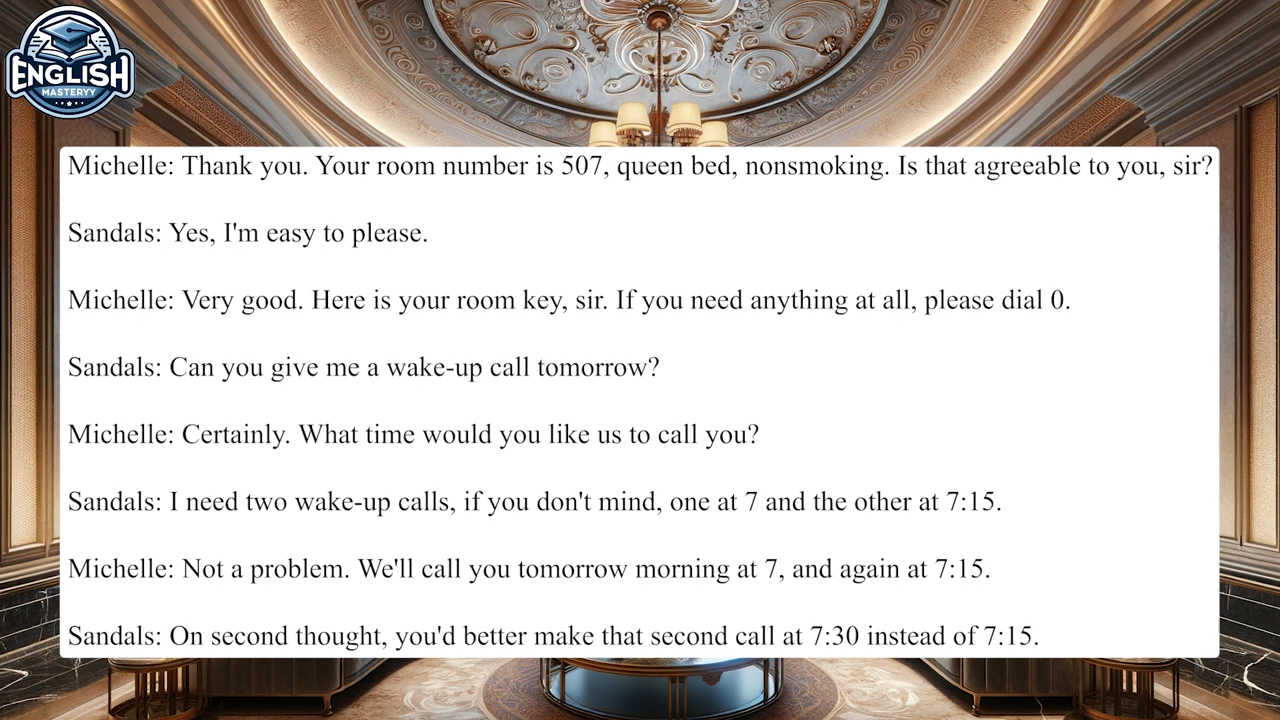 ENGLISH
MASTERYY
Michelle: Thank you. Your room number is 507, queen bed, nonsmoking. Is that agreeable to you, sir?
Sandals: Yes, I'm easy to please.
Michelle: Very good. Here is your room key, sir. If you need anything at all, please dial 0.
Sandals: Can you give me a wake-up call tomorrow?
Michelle: Certainly. What time would you like us to call you?
Sandals: I need two wake-up calls, if you don't mind, one at 7 and the other at 7:15.
Michelle: Not a problem. We'll call you tomorrow morning at 7, and again at 7:15.
Sandals: On second thought, you'd better make that second call at 7:30 instead of 7:15.